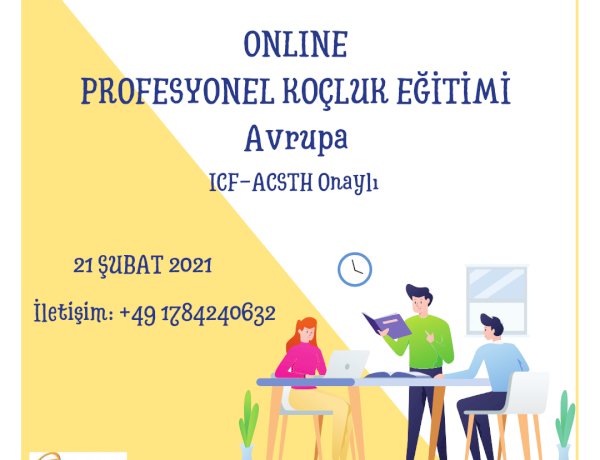 ONLINE
PROFESYONEL KOÇLUK EĞİTİMİ
Avrupa
ICF-ACSTH Onaylı
21 ŞUBAT 2021
İletişim: +49 1784240632